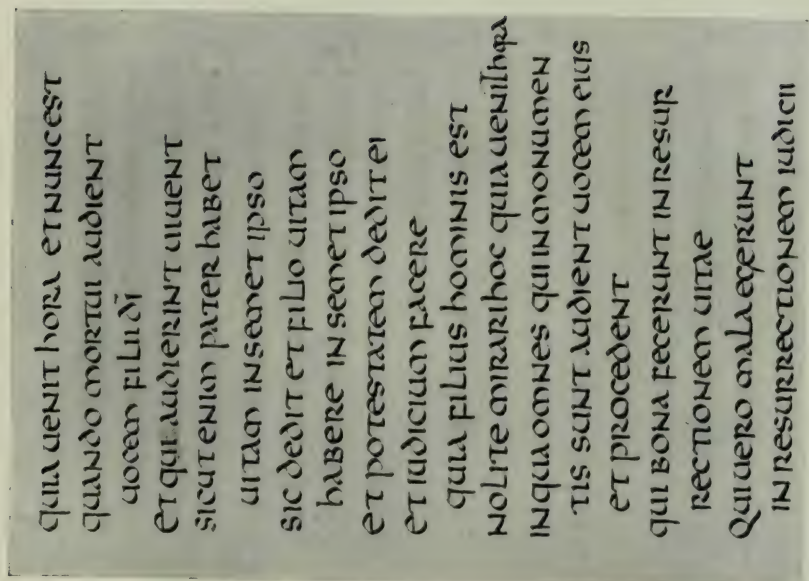 quia uenit hora et nunc est
quando mortui audient
uocem filii dī
et qui audierint uiuent
sicut enim pater habet
uitam in semet ipso
sic dedit et filio uitam
habere in semet ipso
et potestatem dedit ei
et iudicium facere
quia filius hominis est
nolite mirari hoc quia uenit hora
in qua omnes qui in monumen
tis sunt audient uocem eius
et procedent
qui bona fecerunt in resur
rectionem uitae
Qui uero mala egerunt
in resurrectionem iudicii